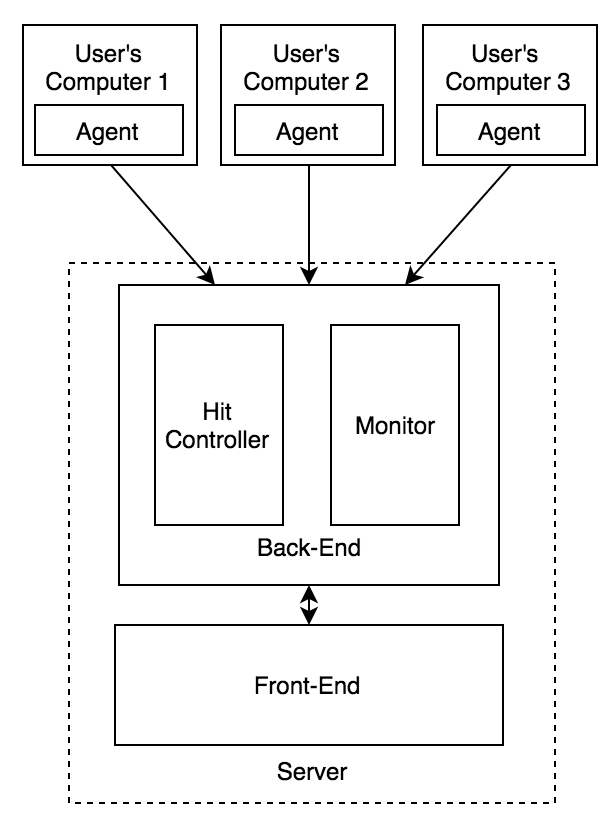 User's
Computer 1
Agent
User's
Computer 2
Agent
User's
Computer 3
Agent
Hit
Controller
Monitor
Back-End
Front-End
Server